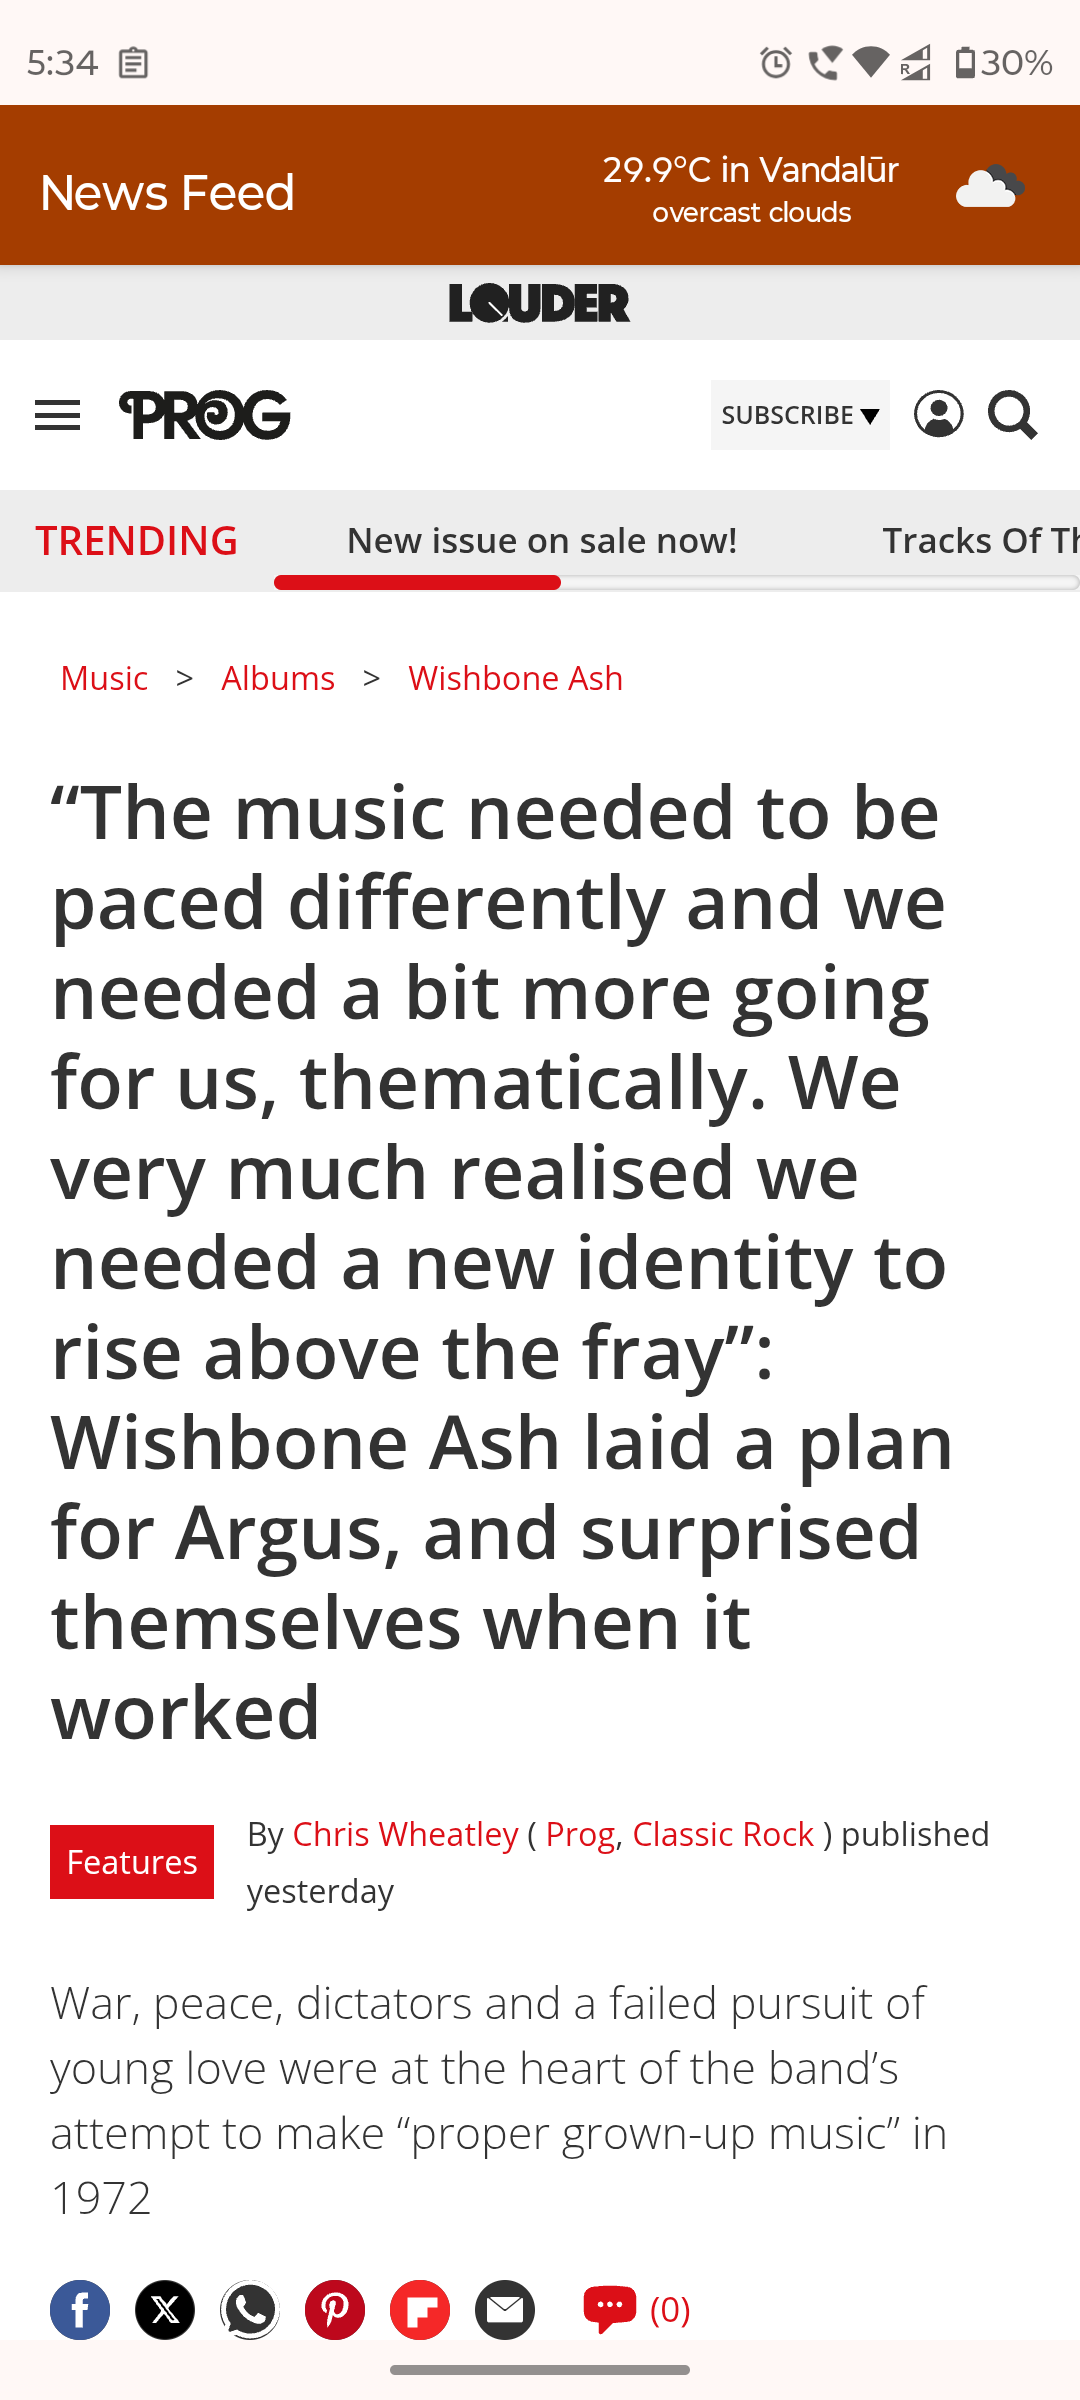 5:34
30%
News Feed
29.9°C in Vandalūr
overcast clouds
LOUDER
PROG
SUBSCRIBE ▼
TRENDING
New issue on sale now!
Tracks Of Th
Music > Albums > Wishbone Ash
“The music needed to be
paced differently and we
needed a bit more going
for us, thematically. We
very much realised we
needed a new identity to
rise above the fray”:
Wishbone Ash laid a plan
for Argus, and surprised
themselves when it
worked
Features
By Chris Wheatley ( Prog, Classic Rock ) published
yesterday
War, peace, dictators and a failed pursuit of
young love were at the heart of the band’s
attempt to make “proper grown-up music” in
1972
(0)